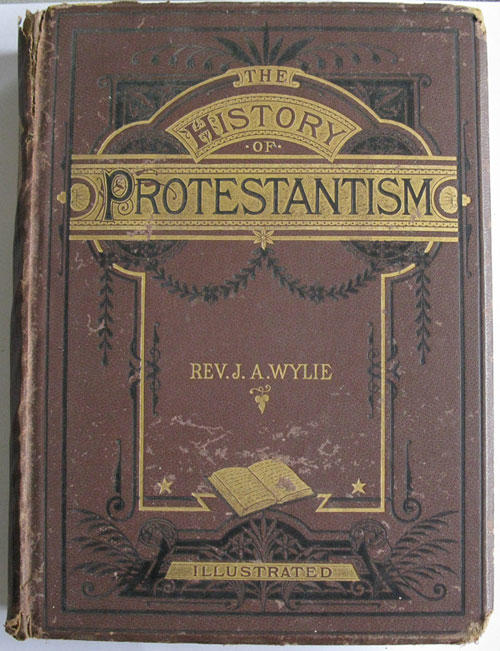 THE
HISTORY
·OF·
PROTESTANTISM
REV. J. A. WYLIE
ILLUSTRATED